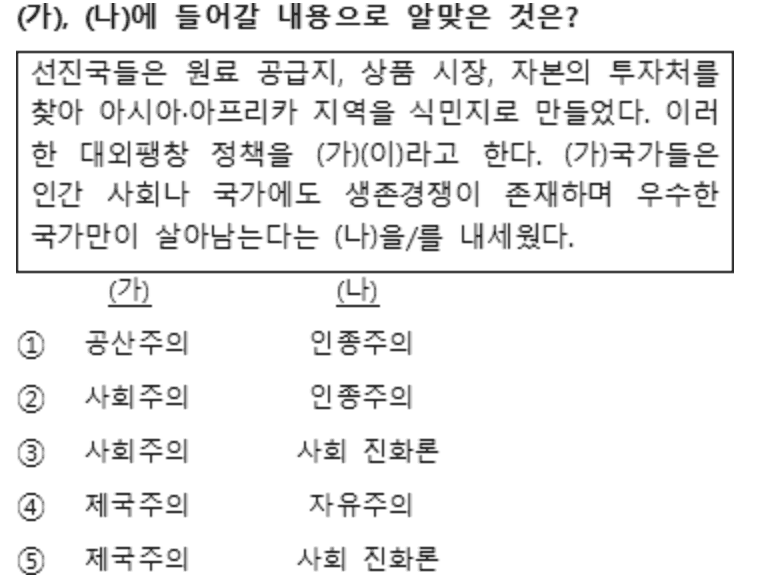 (가), (나)에 들어갈 내용으로 알맞은 것은?
선진국들은 원료 공급지, 상품 시장, 자본의 투자처를
찾아 아시아·아프리카 지역을 식민지로 만들었다. 이러
한 대외팽창 정책을 (가)(이)라고 한다. (가)국가들은
인간 사회나 국가에도 생존경쟁이 존재하며 우수한
국가만이 살아남는다는 (나)을/를 내세웠다.
(가) (나)
① 공산주의 인종주의
② 사회주의 인종주의
③ 사회주의 사회 진화론
④ 제국주의 자유주의
⑤ 제국주의 사회 진화론